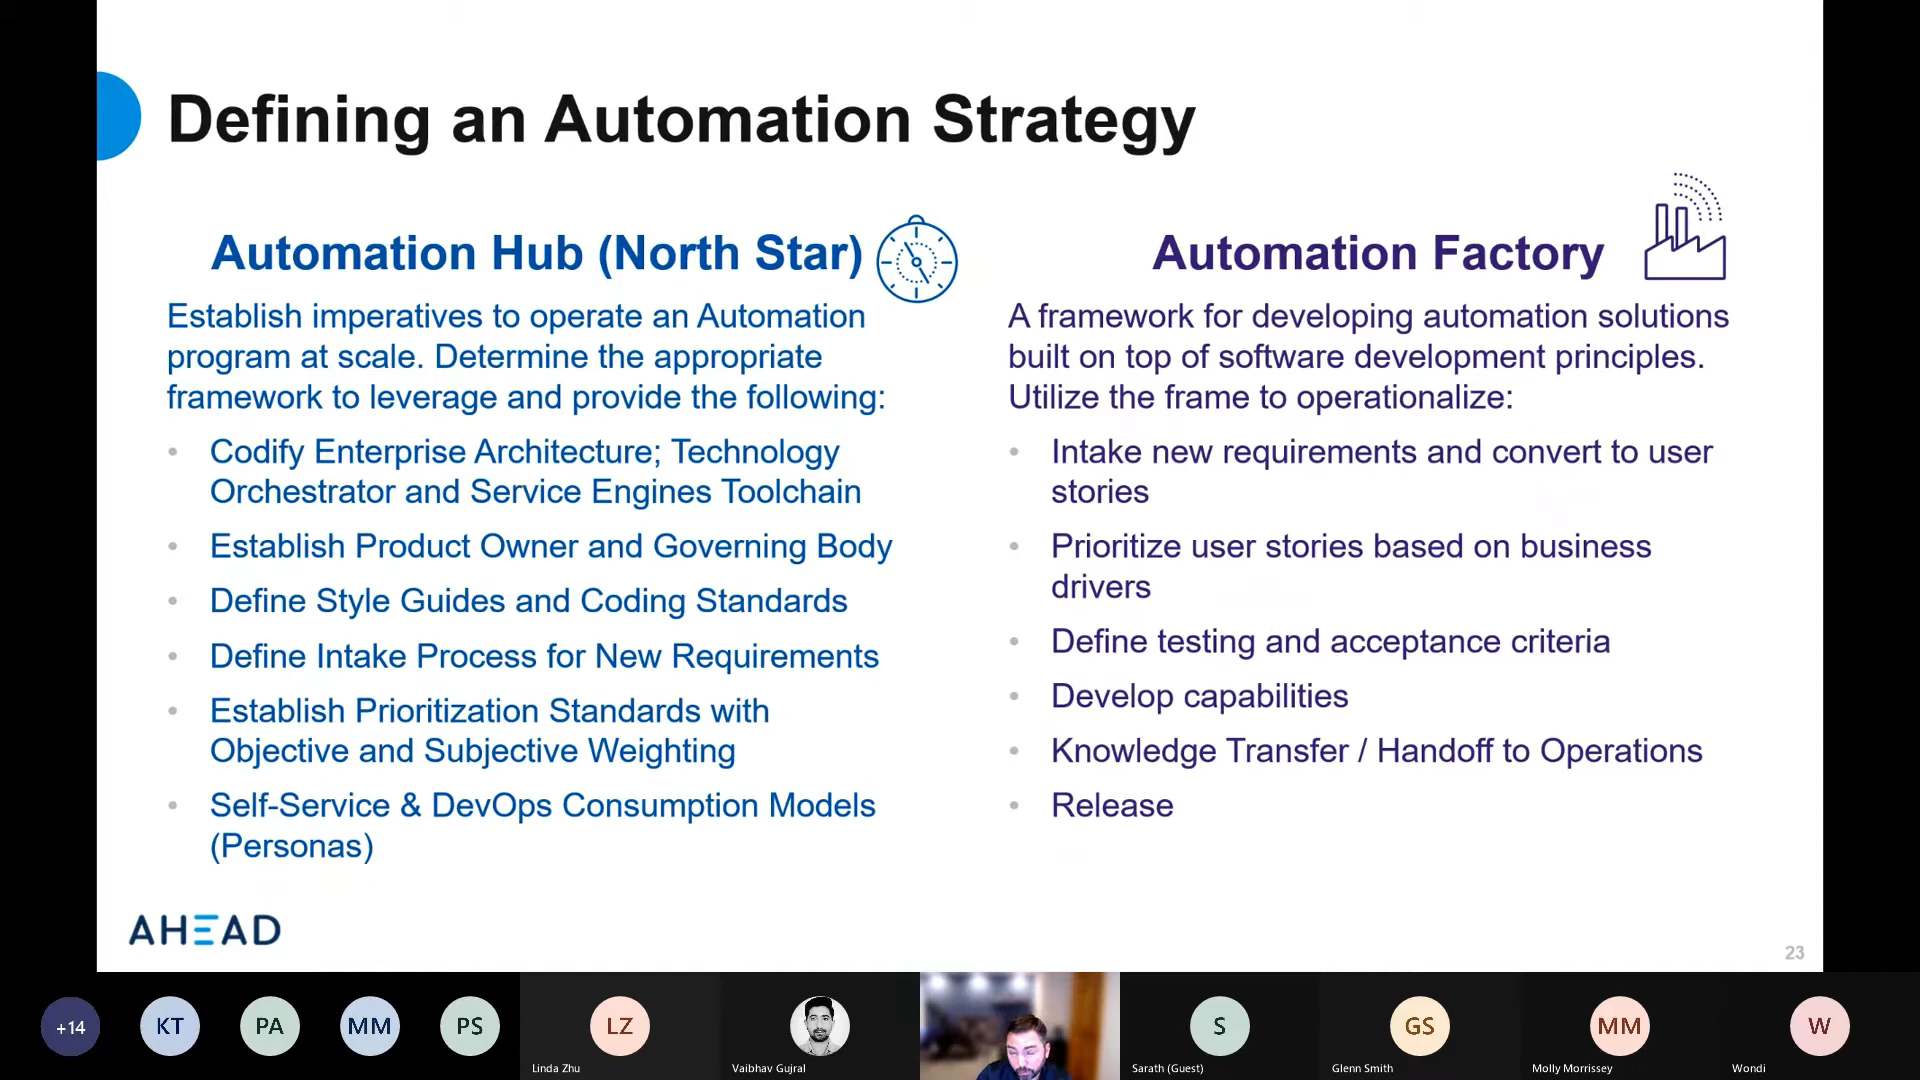 Defining an Automation Strategy
Automation Hub (North Star)
Establish imperatives to operate an Automation
program at scale. Determine the appropriate
framework to leverage and provide the following:
• Codify Enterprise Architecture; Technology
Orchestrator and Service Engines Toolchain
• Establish Product Owner and Governing Body
• Define Style Guides and Coding Standards
• Define Intake Process for New Requirements
• Establish Prioritization Standards with
Objective and Subjective Weighting
• Self-Service & DevOps Consumption Models
(Personas)
Automation Factory
A framework for developing automation solutions
built on top of software development principles.
Utilize the frame to operationalize:
• Intake new requirements and convert to user
stories
• Prioritize user stories based on business
drivers
• Define testing and acceptance criteria
• Develop capabilities
• Knowledge Transfer / Handoff to Operations
• Release
AHEAD
23
+14
KT
PA
MM
PS
LZ
Linda Zhu
Vaibhav Gujral
S
Sarath (Guest)
GS
Glenn Smith
MM
Molly Morrissey
W
Wondi